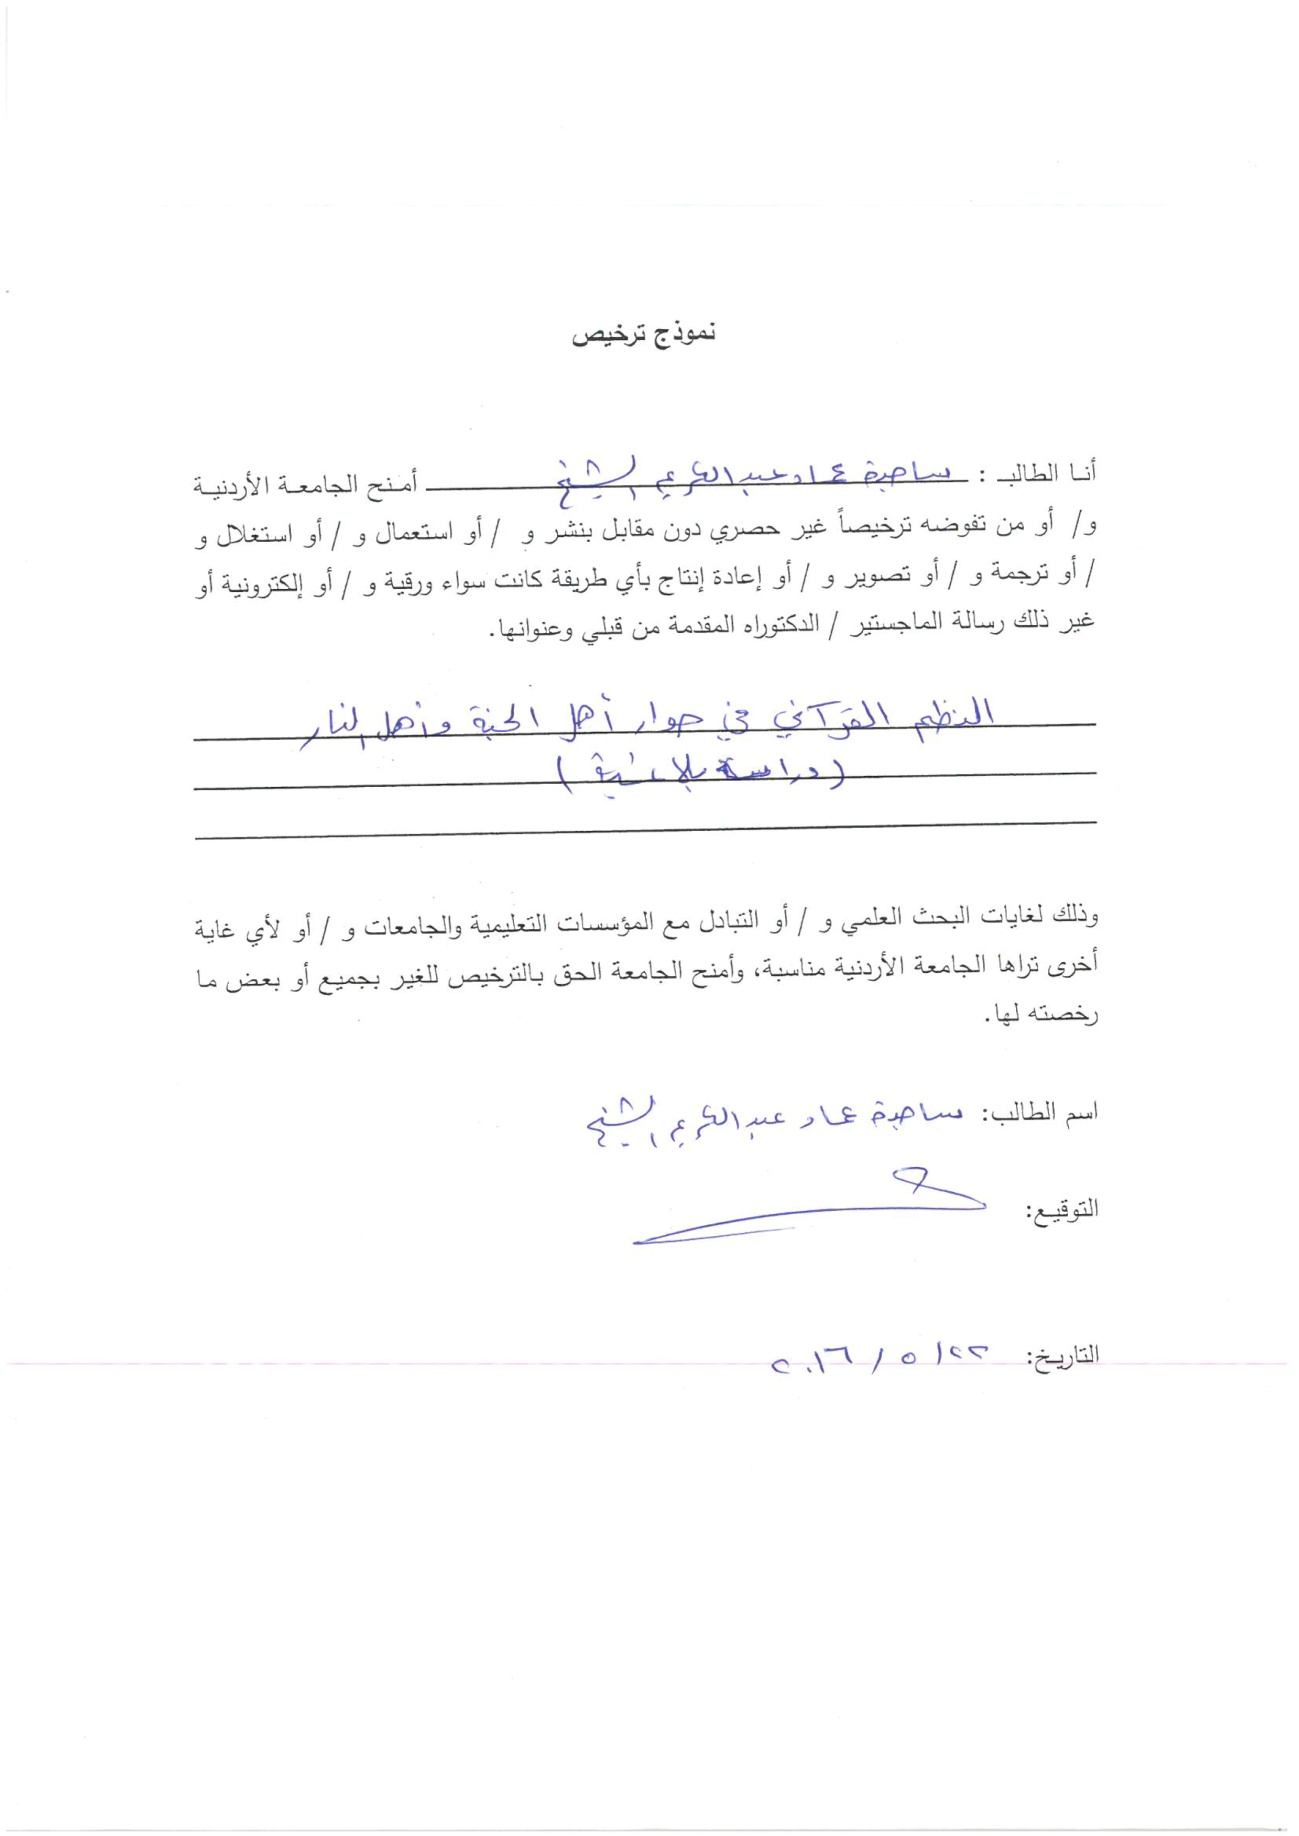 نموذج ترخيص
أنا الطالب : ساجدة عماد عبدالكريم الشيخ أمنح الجامعة الأردنية
و/ أو من تفوضه ترخيصاً غير حصري دون مقابل بنشر و / أو استعمال و / أو استغلال و
/ أو ترجمة و / أو تصوير و / أو إعادة إنتاج بأي طريقة كانت سواء ورقية و / أو إلكترونية أو
غير ذلك رسالة الماجستير / الدكتوراه المقدمة من قبلي وعنوانها.
النظم القرآني في حوار أهل الجنة وأهل النار
(دراسة بلاغية)
وذلك لغايات البحث العلمي و / أو التبادل مع المؤسسات التعليمية والجامعات و / أو لأي غاية
أخرى تراها الجامعة الأردنية مناسبة، وأمنح الجامعة الحق بالترخيص للغير بجميع أو بعض ما
رخصته لها.
اسم الطالب: ساجدة عماد عبدالكريم الشيخ
التوقيع:
التاريخ: ٢٢/ ٥ / ٢٠١٦